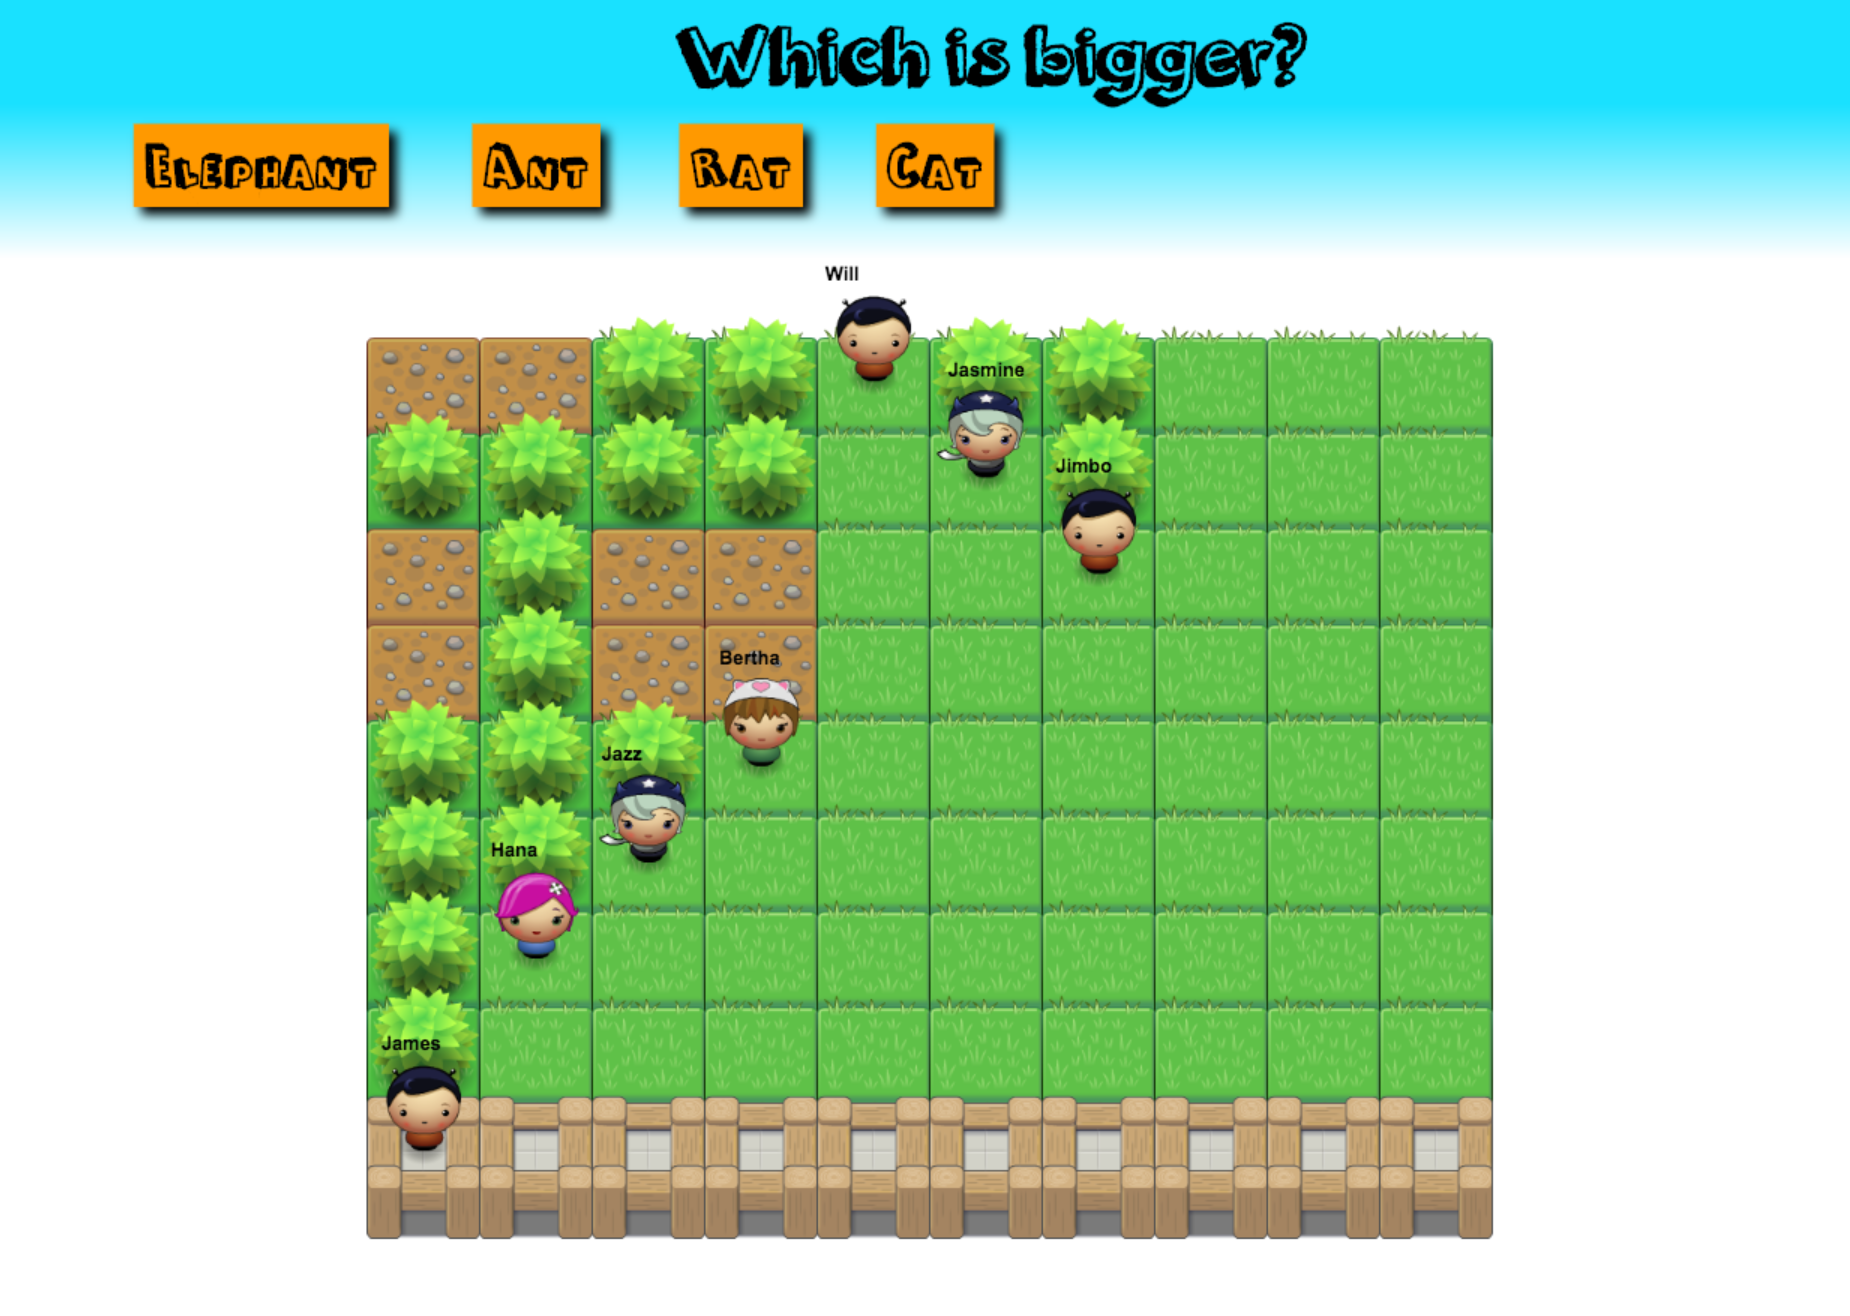 Which is bigger?
Elephant Ant Rat Cat
Will
Jasmine
Jimbo
Bertha
Jazz
Hana
James